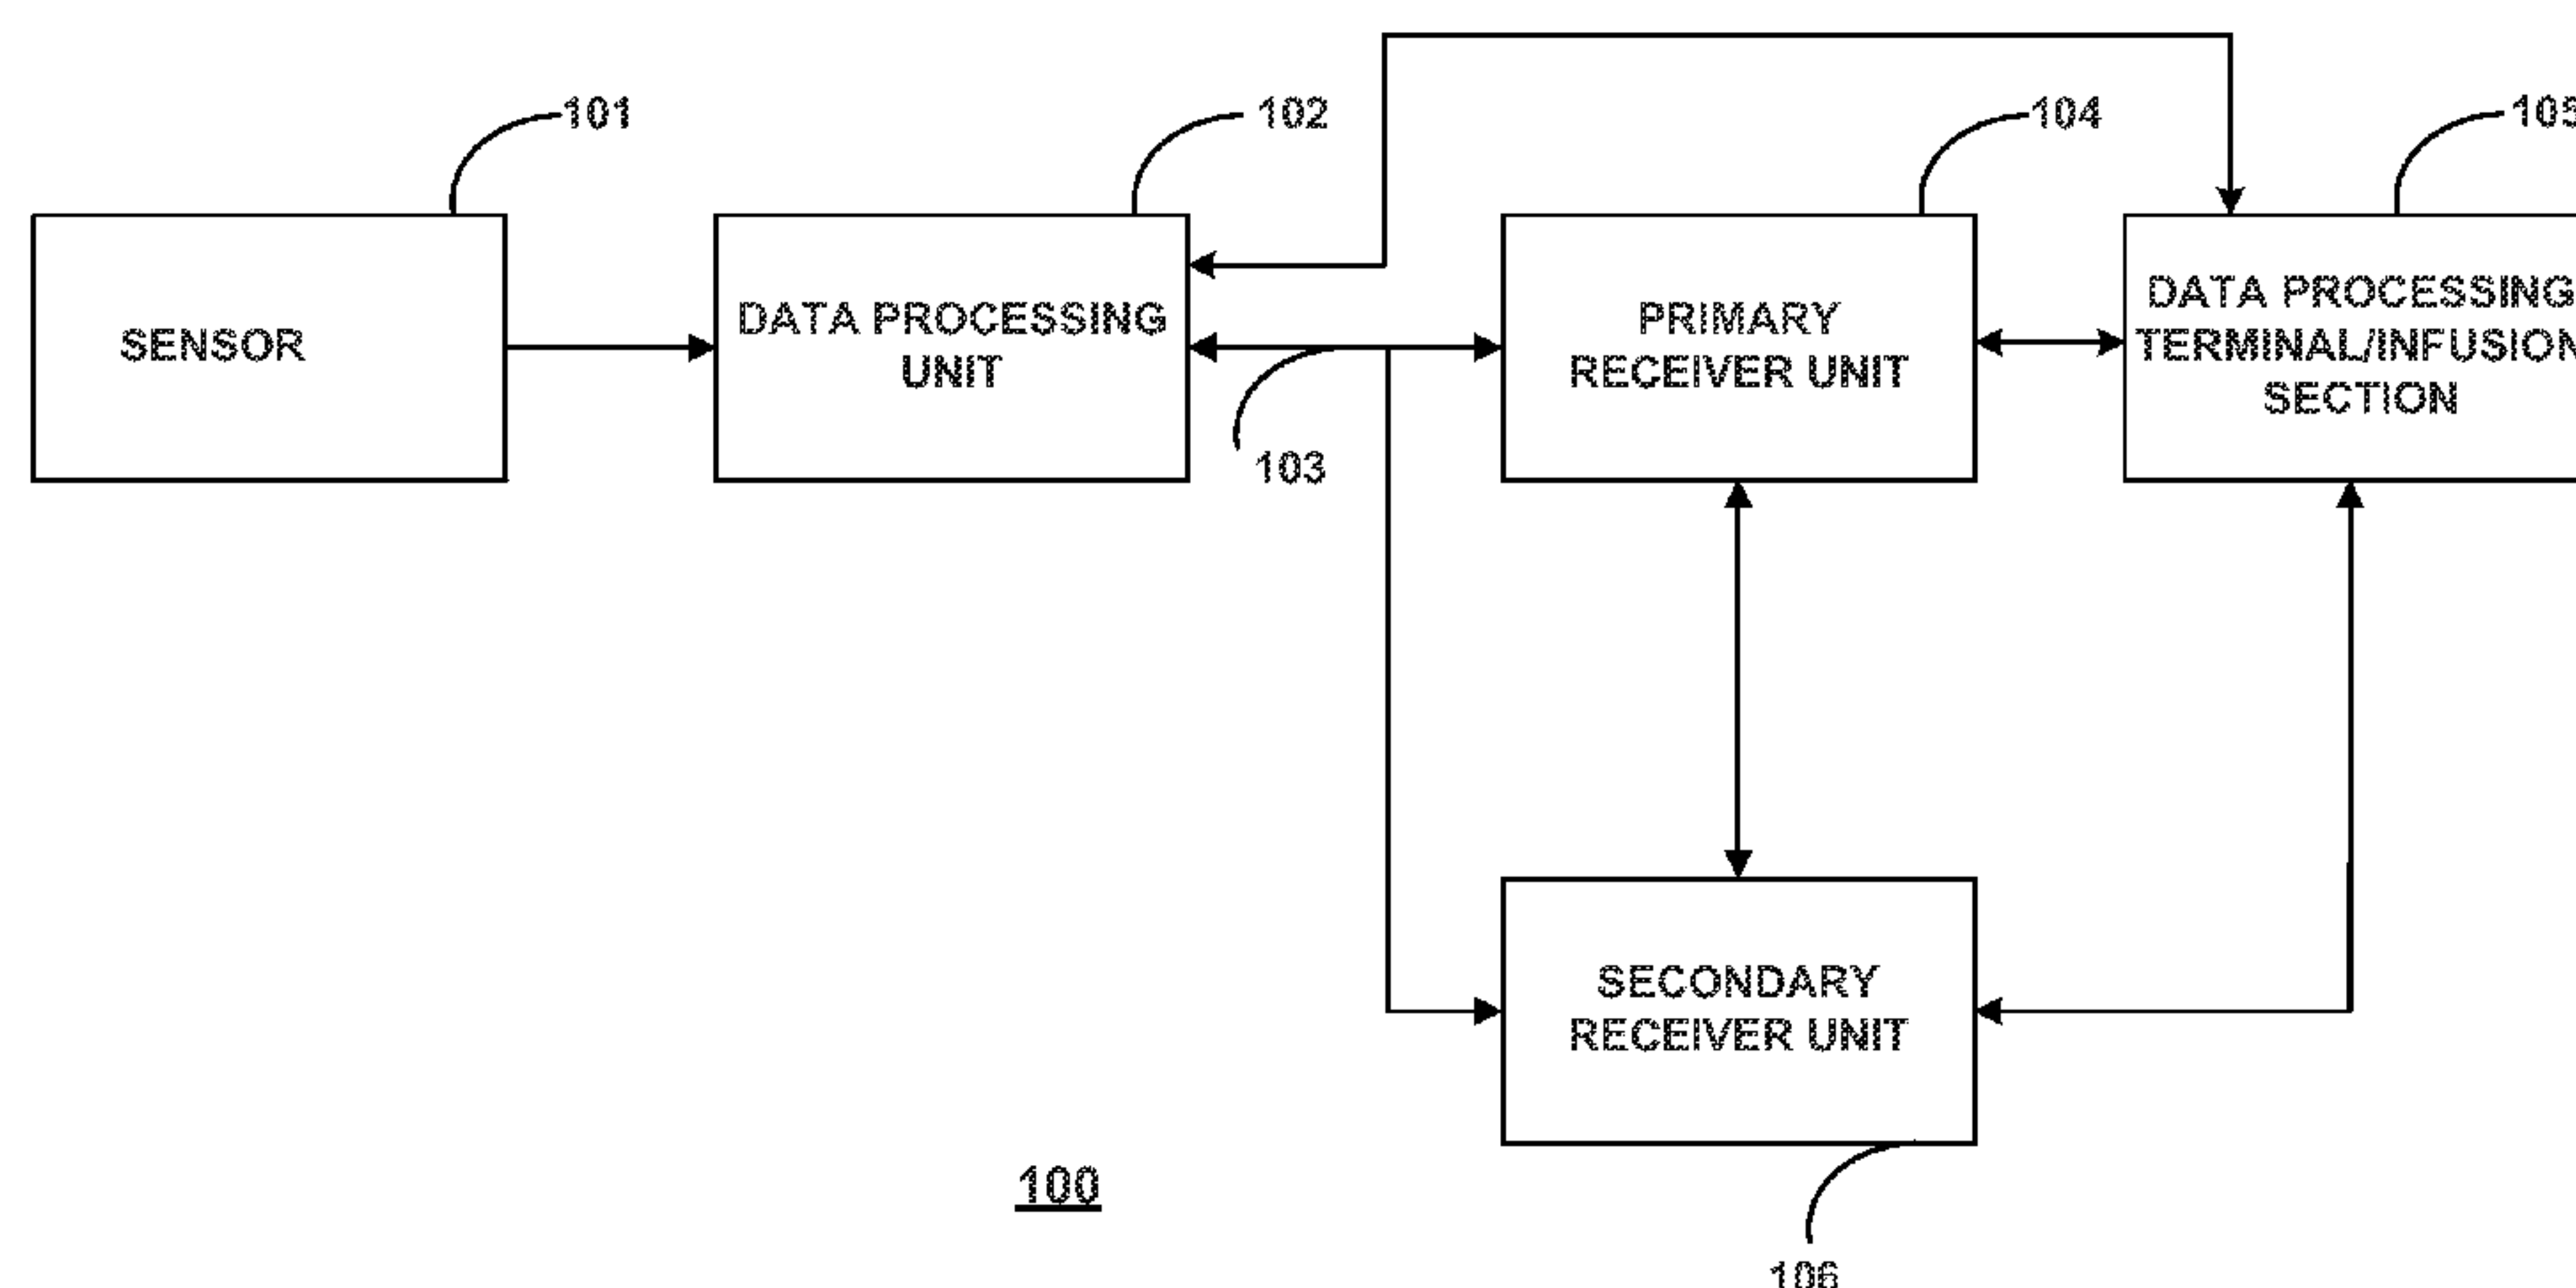 101
102
104
105
SENSOR
DATA PROCESSING
UNIT
PRIMARY
RECEIVER UNIT
DATA PROCESSING
TERMINAL/INFUSION
SECTION
103
SECONDARY
RECEIVER UNIT
100
106